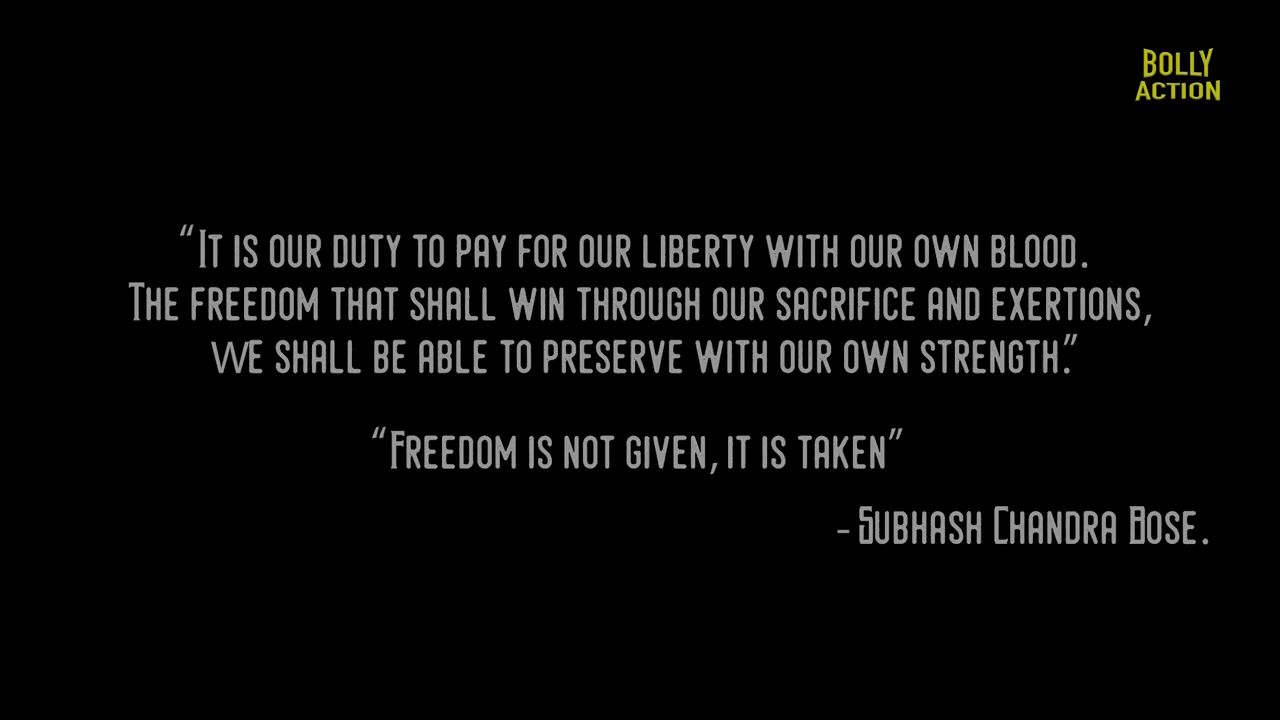 BOLLY
ACTION
“IT IS OUR DUTY TO PAY FOR OUR LIBERTY WITH OUR OWN BLOOD.
THE FREEDOM THAT SHALL WIN THROUGH OUR SACRIFICE AND EXERTIONS,
WE SHALL BE ABLE TO PRESERVE WITH OUR OWN STRENGTH.”
“FREEDOM IS NOT GIVEN, IT IS TAKEN”
- SUBHASH CHANDRA BOSE.